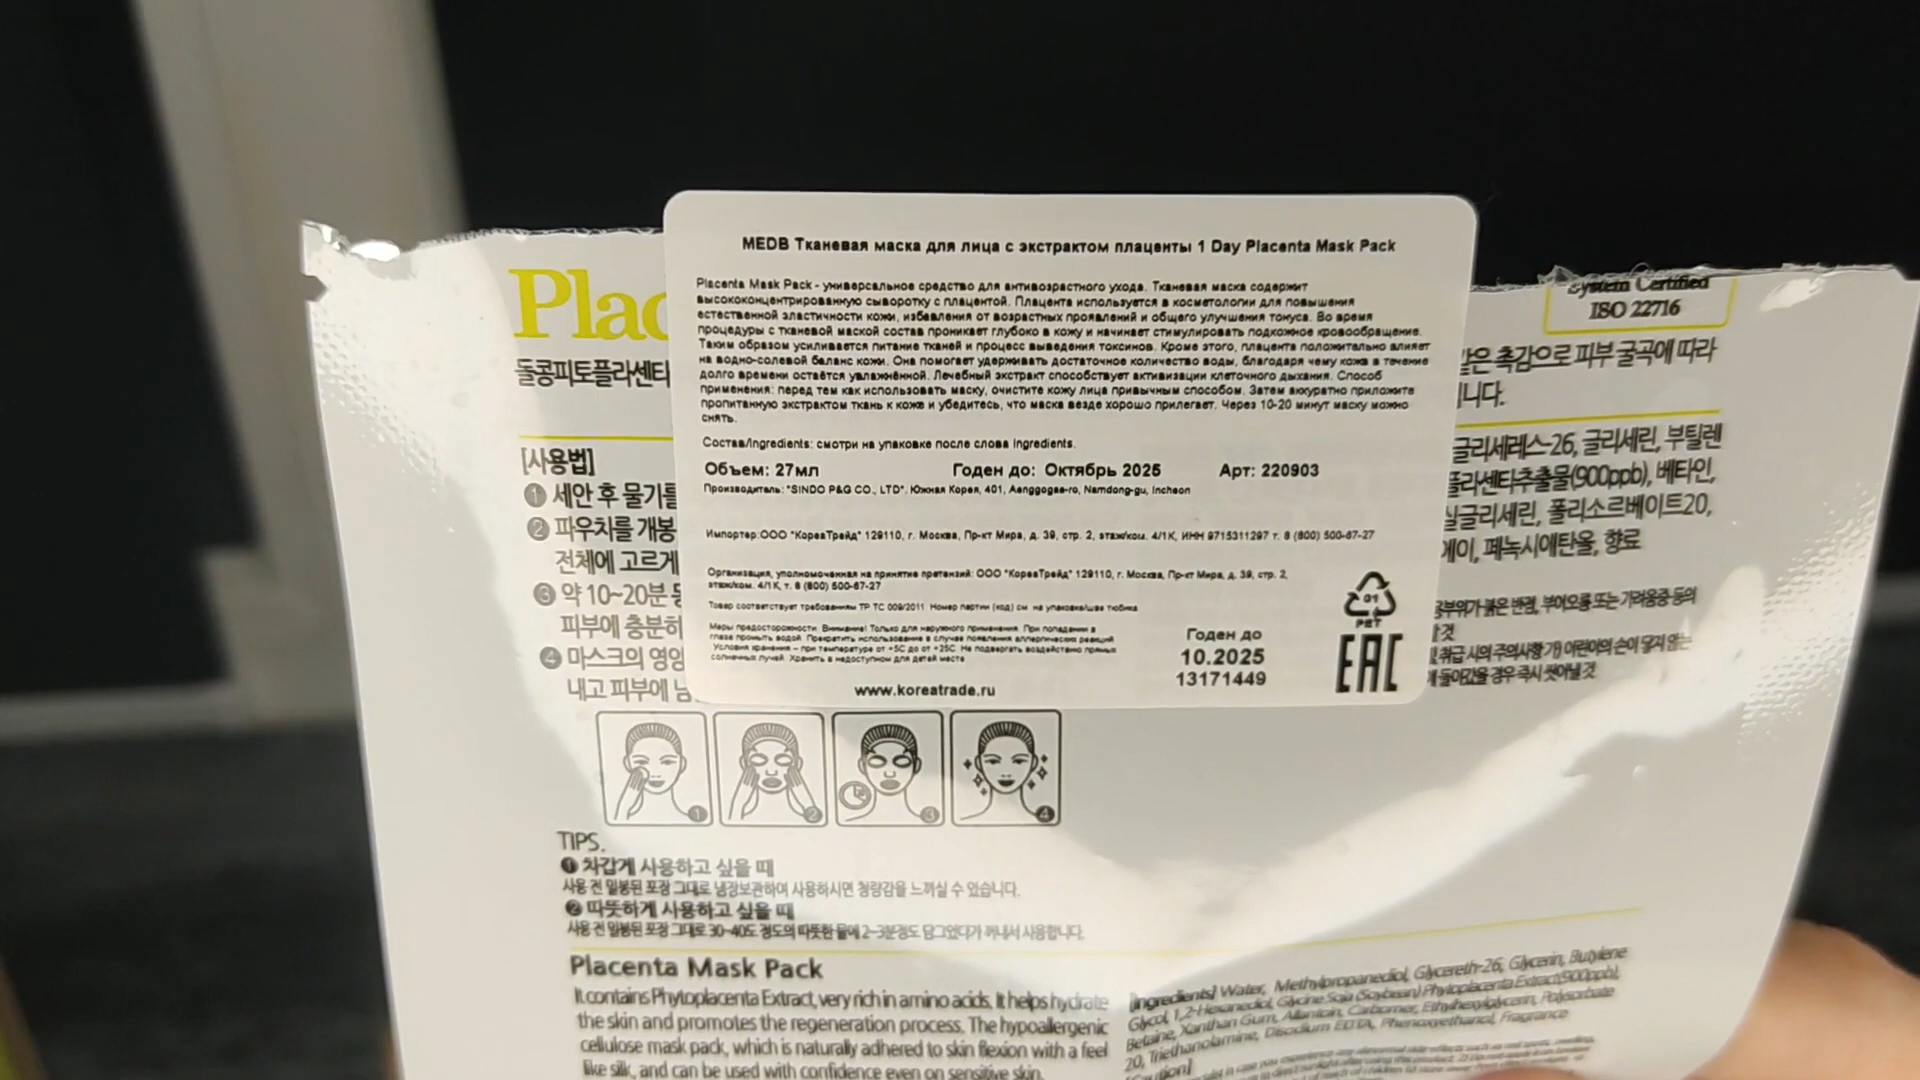 MEDB Тканевая маска для лица с экстрактом плаценты 1 Day Placenta Mask Pack
Placenta Mask Pack - универсальное средство для антивозрастного ухода. Тканевая маска содержит
высококонцентрированную сыворотку с плацентой. Плацента используется в косметологии для повышения
естественной эластичности кожи, избавления от возрастных проявлений и общего улучшения тонуса. Во время
процедуры с тканевой маской состав проникает глубоко в кожу и начинает стимулировать подкожное кровообращение.
Таким образом усиливается питание тканей и процесс выведения токсинов. Кроме этого, плацента положительно влияет
на водно-солевой баланс кожи. Она помогает удерживать достаточное количество воды, благодаря чему кожа в течение
долго времени остаётся увлажнённой. Лечебный экстракт способствует активизации клеточного дыхания. Способ
применения: перед тем как использовать маску, очистите кожу лица привычным способом. Затем аккуратно приложите
пропитанную экстрактом ткань к коже и убедитесь, что маска везде хорошо прилегает. Через 10-20 минут маску можно
снять.
Состав/Ingredients: смотри на упаковке после слова Ingredients.
Объем: 27мл Годен до: Октябрь 2025 Арт: 220903
Производитель: "SINDO P&G CO., LTD". Южная Корея, 401, Aenggogae-ro, Namdong-gu, Incheon
Импортер:ООО "КореаТрейд" 129110, г. Москва, Пр-кт Мира, д. 39, стр. 2, этаж/ком. 4/1К, ИНН 9715311297 т. 8 (800) 500-67-27
Организация, уполномоченная на принятие претензий: ООО "КореаТрейд" 129110, г. Москва, Пр-кт Мира, д. 39, стр. 2,
этаж/ком. 4/1К, т. 8 (800) 500-67-27
Товар соответствует требованиям ТР ТС 009/2011 Номер партии (код) см. на упаковке/шве тюбика
Меры предосторожности: Внимание! Только для наружного применения. При попадании в
глаза промыть водой. Прекратить использование в случае появления аллергических реакций
Условия хранения – при температуре от +5С до от +25С. Не подвергать воздействию прямых
солнечных лучей. Хранить в недоступном для детей месте
www.koreatrade.ru
Годен до
10.2025
13171449
01
PET
EAC
Plac
돌콩피토플라센타
System Certified
ISO 22716
같은 촉감으로 피부 굴곡에 따라
니다.
[사용법]
1 세안 후 물기를
2 파우치를 개봉
전체에 고르게
3 약 10~20분
피부에 충분히
4 마스크의 영양
내고 피부에 남
글리세레스-26, 글리세린, 부틸렌
플라센타추출물(900ppb), 베타인,
실글리세린, 폴리소르베이트20,
에이, 페녹시에탄올, 향료
부위가 붉은 반점, 부어오름 또는 가려움증 등의
것
취급 시의 주의사항 가) 어린이의 손이 닿지 않는
들어갔을 경우 즉시 씻어낼 것
1
2
3
4
TIPS.
1 차갑게 사용하고 싶을 때
사용 전 밀봉된 포장 그대로 냉장보관하여 사용하시면 청량감을 느끼실 수 있습니다.
2 따뜻하게 사용하고 싶을 때
사용 전 밀봉된 포장 그대로 30~40도 정도의 따뜻한 물에 2~3분정도 담그었다가 꺼내서 사용합니다.
Placenta Mask Pack
It contains Phytoplacenta Extract, very rich in amino acids. It helps hydrate
the skin and promotes the regeneration process. The hypoallergenic
cellulose mask pack, which is naturally adhered to skin flexion with a feel
like silk, and can be used with confidence even on sensitive skin.
[Ingredients] Water, Methylpropanediol, Glycereth-26, Glycerin, Butylene
Glycol, 1,2-Hexanediol, Glycine Soja (Soybean) Phytoplacenta Extract(900ppb),
Betaine, Xanthan Gum, Allantoin, Carbomer, Ethylhexylglycerin, Polysorbate
20, Triethanolamine, Disodium EDTA, Phenoxyethanol, Fragrance
[Caution]